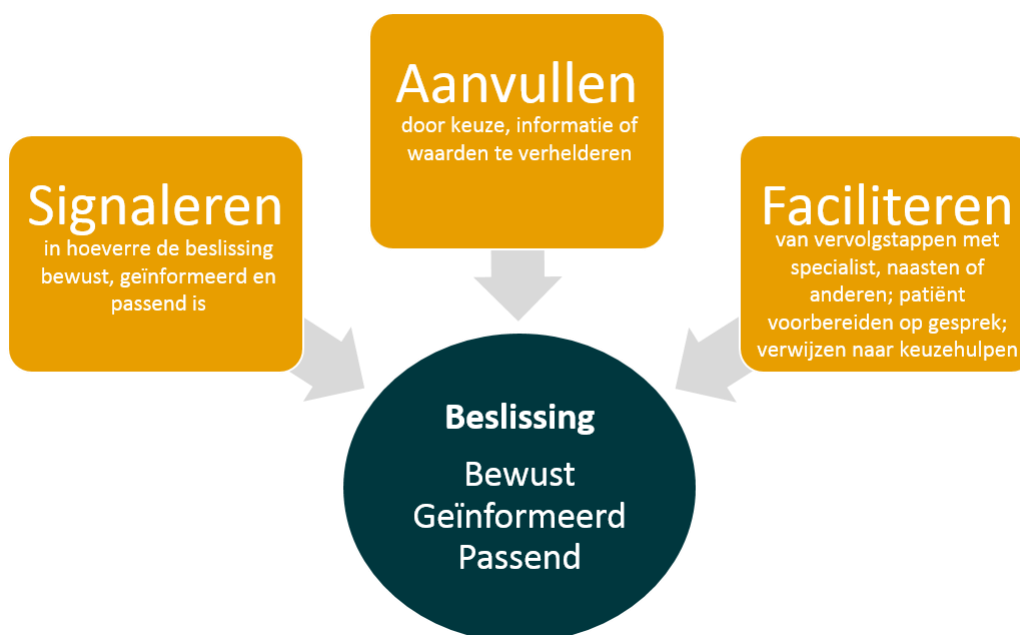 Signaleren
in hoeverre de beslissing
bewust, geïnformeerd en
passend is
Aanvullen
door keuze, informatie of
waarden te verhelderen
Faciliteren
van vervolgstappen met
specialist, naasten of
anderen; patiënt
voorbereiden op gesprek;
verwijzen naar keuzehulpen
Beslissing
Bewust
Geïnformeerd
Passend